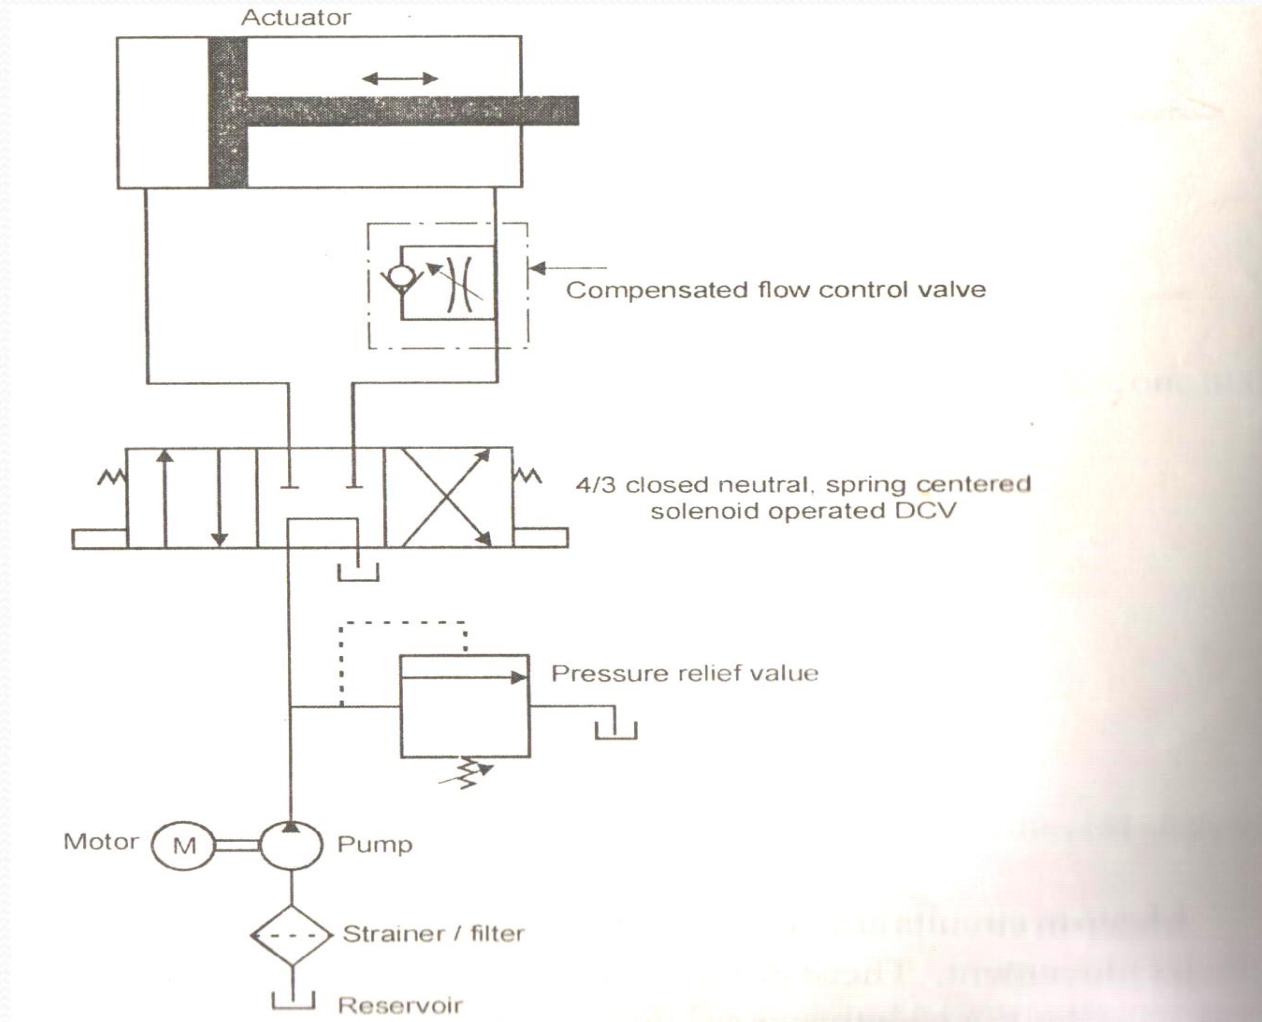 Actuator
Compensated flow control valve
4/3 closed neutral, spring centered
solenoid operated DCV
Pressure relief value
Motor
M
Pump
Strainer / filter
Reservoir